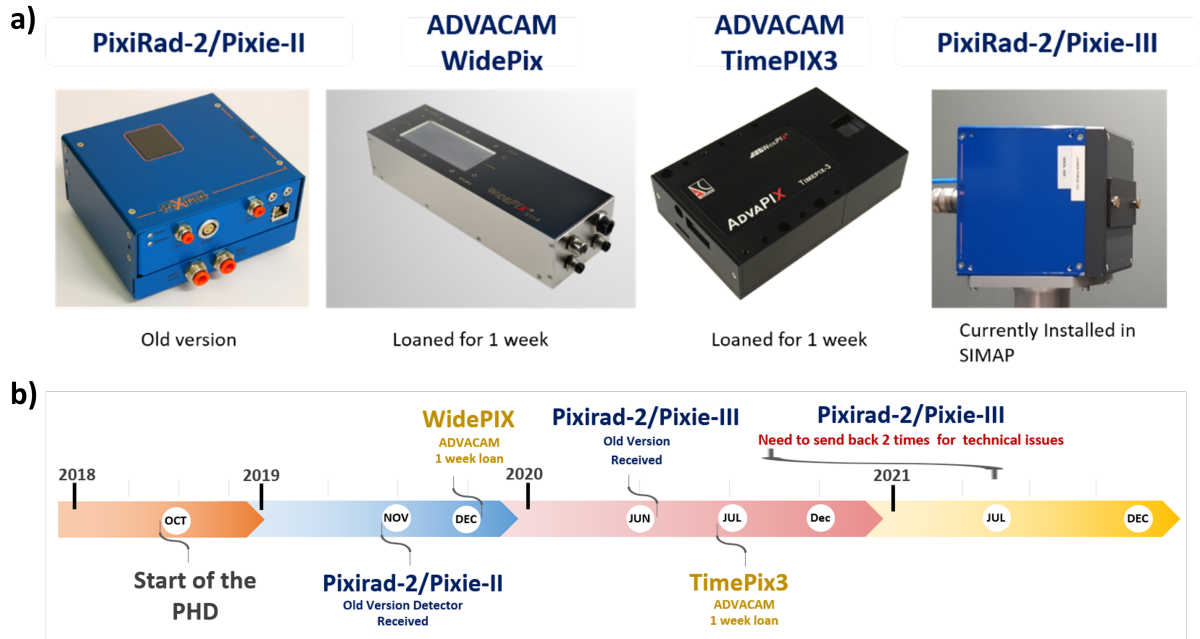 a)
PixiRad-2/Pixie-II
ADVACAM
WidePix
ADVACAM
TimePIX3
PixiRad-2/Pixie-III
WIDEPIX
ADVAPIX
TIMEPIX-3
Old version
Loaned for 1 week
Loaned for 1 week
Currently Installed in
SIMAP
b)
WidePIX
ADVACAM
1 week loan
Pixirad-2/Pixie-III
Old Version
Received
Pixirad-2/Pixie-III
Need to send back 2 times for technical issues
2018
2019
2020
2021
OCT
NOV
DEC
JUN
JUL
Dec
JUL
DEC
Start of the
PHD
Pixirad-2/Pixie-II
Old Version Detector
Received
TimePix3
ADVACAM
1 week loan